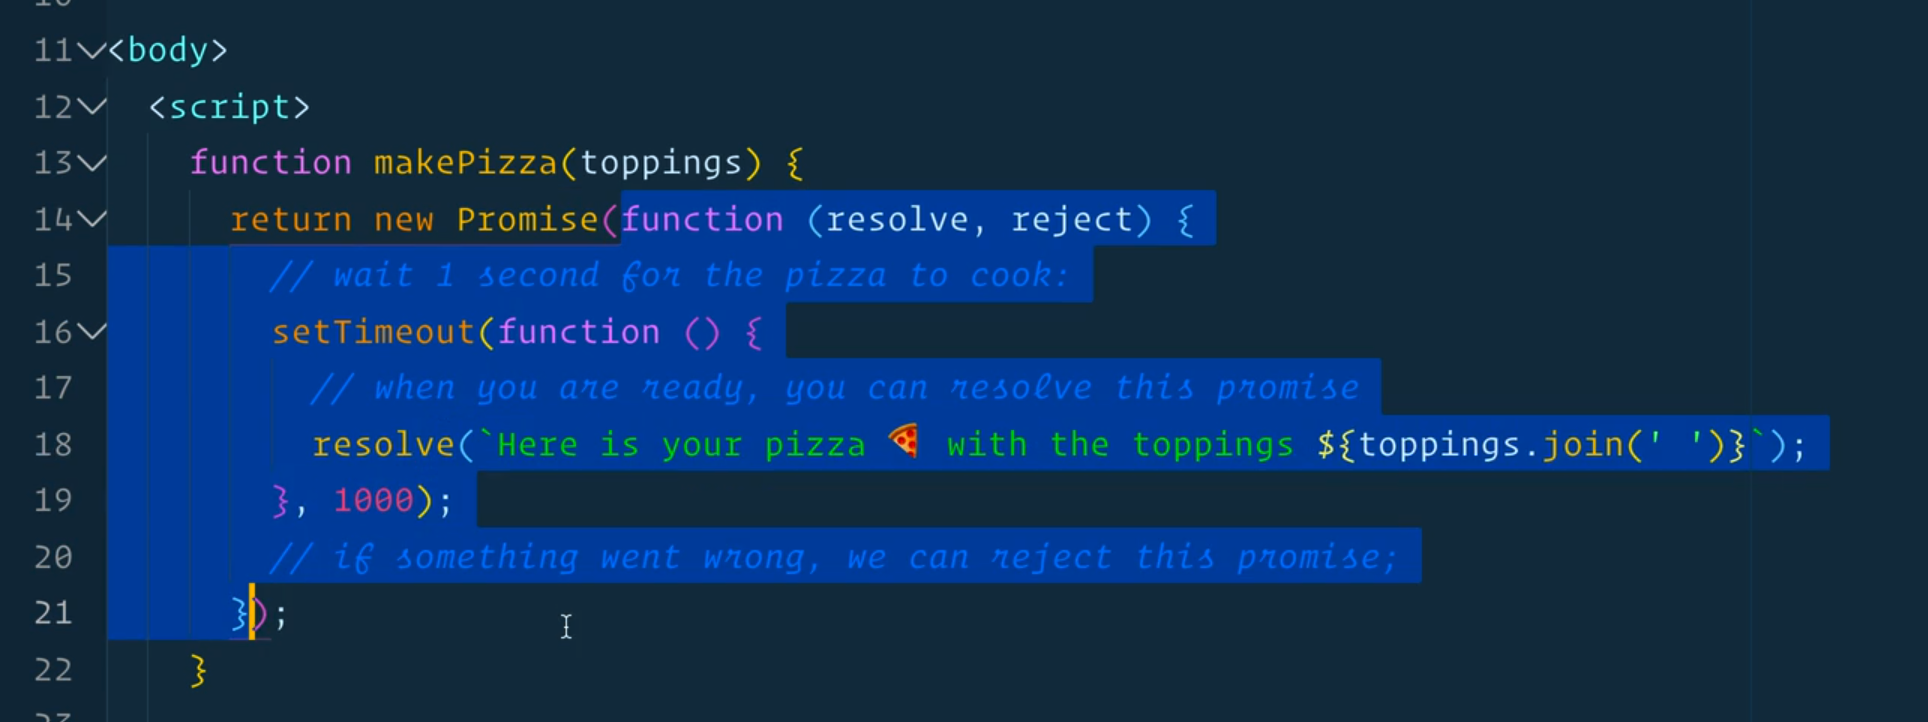 10
11 <body>
12 <script>
13 function makePizza(toppings) {
14 return new Promise(function (resolve, reject) {
15 // wait 1 second for the pizza to cook:
16 setTimeout(function () {
17 // when you are ready, you can resolve this promise
18 resolve(`Here is your pizza 🍕 with the toppings ${toppings.join(' ')}`);
19 }, 1000);
20 // if something went wrong, we can reject this promise;
21 });
22 }
23